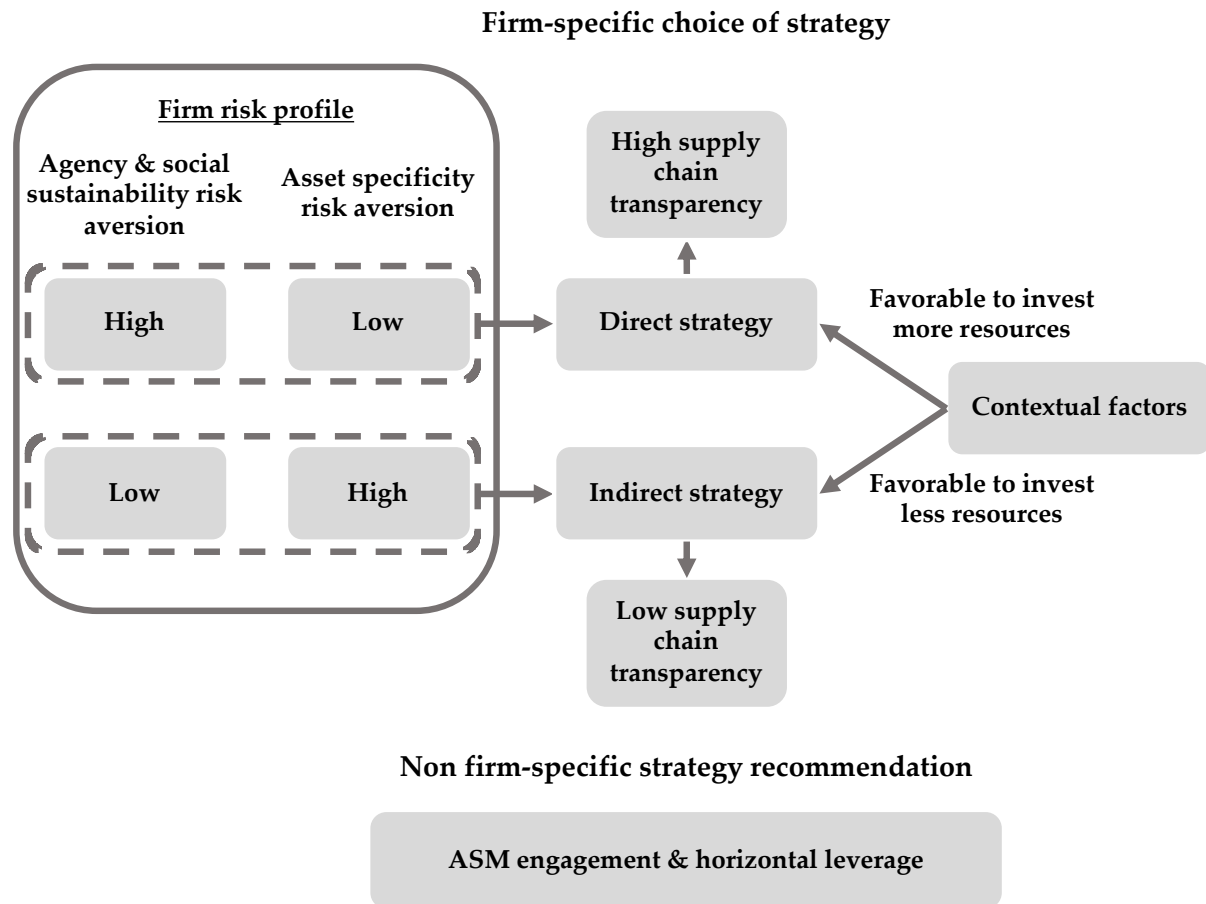 Firm-specific choice of strategy
Firm risk profile
Agency & social
sustainability risk
aversion
Asset specificity
risk aversion
High
Low
Low
High
High supply
chain
transparency
Direct strategy
Indirect strategy
Low supply
chain
transparency
Favorable to invest
more resources
Contextual factors
Favorable to invest
less resources
Non firm-specific strategy recommendation
ASM engagement & horizontal leverage